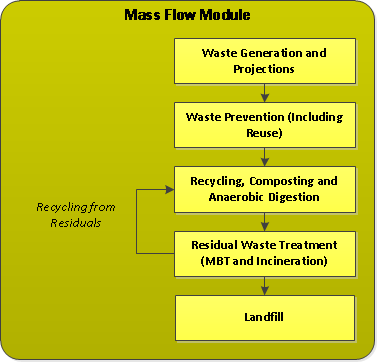 Mass Flow Module
Waste Generation and
Projections
Waste Prevention (Including
Reuse)
Recycling, Composting and
Anaerobic Digestion
Recycling from
Residuals
Residual Waste Treatment
(MBT and Incineration)
Landfill